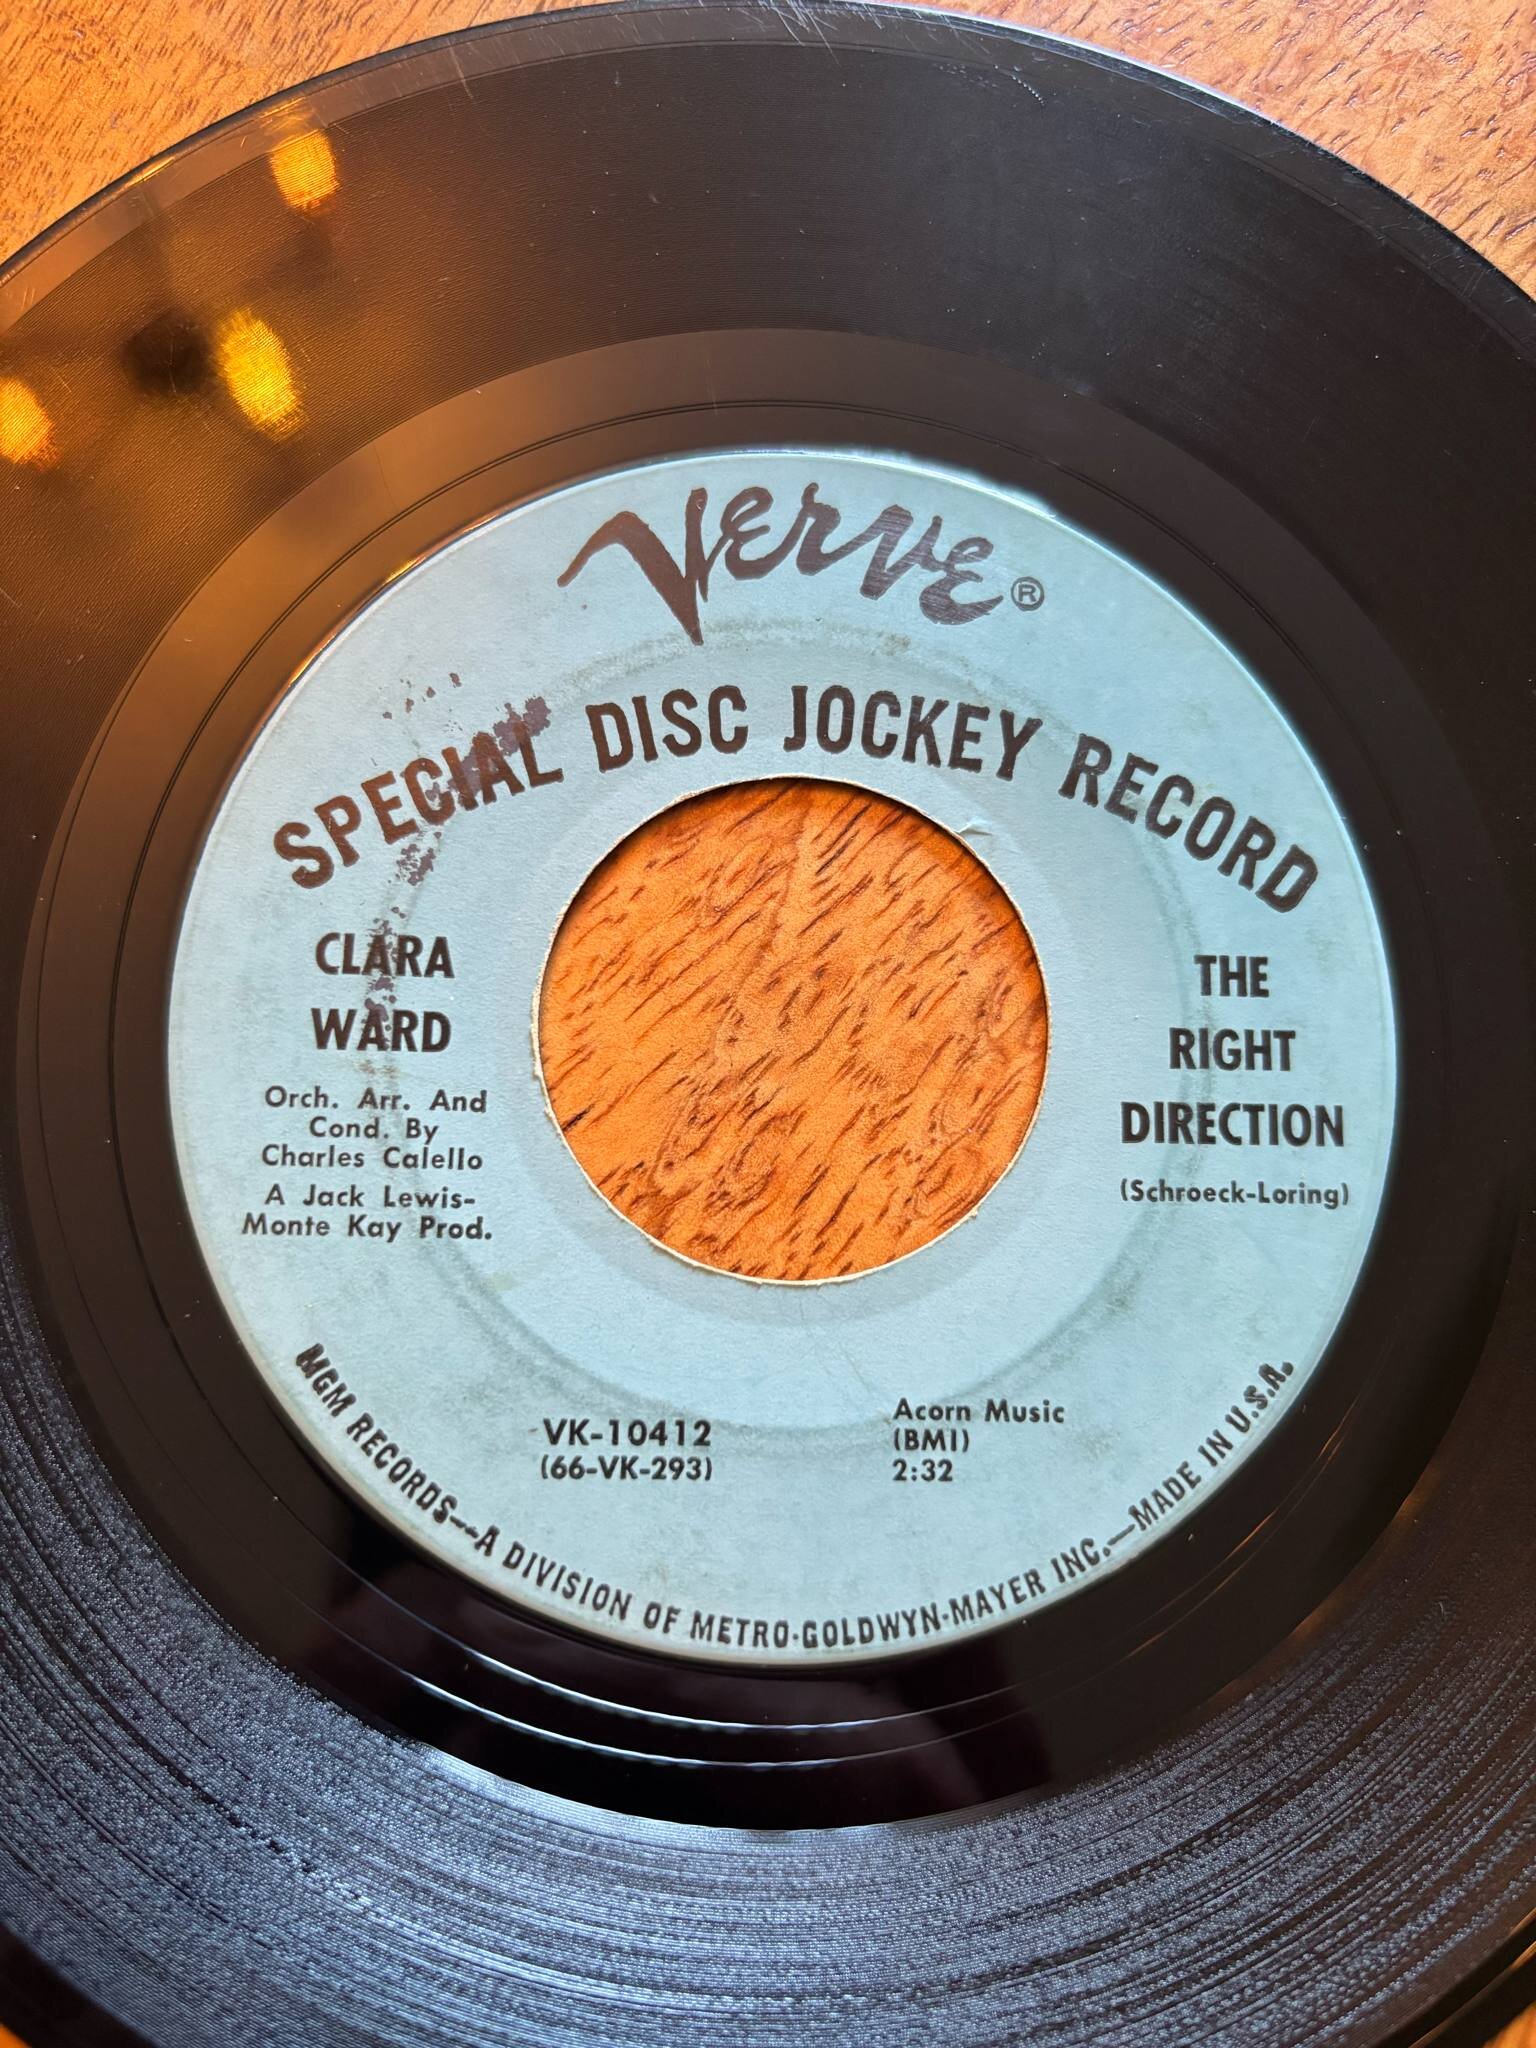 Verve ®
SPECIAL DISC JOCKEY RECORD
CLARA
WARD
Orch. Arr. And
Cond. By
Charles Calello
A Jack Lewis-
Monte Kay Prod.
THE
RIGHT
DIRECTION
(Schroeck-Loring)
VK-10412
(66-VK-293)
Acorn Music
(BMI)
2:32
MGM RECORDS—A DIVISION OF METRO-GOLDWYN-MAYER INC.—MADE IN U.S.A.